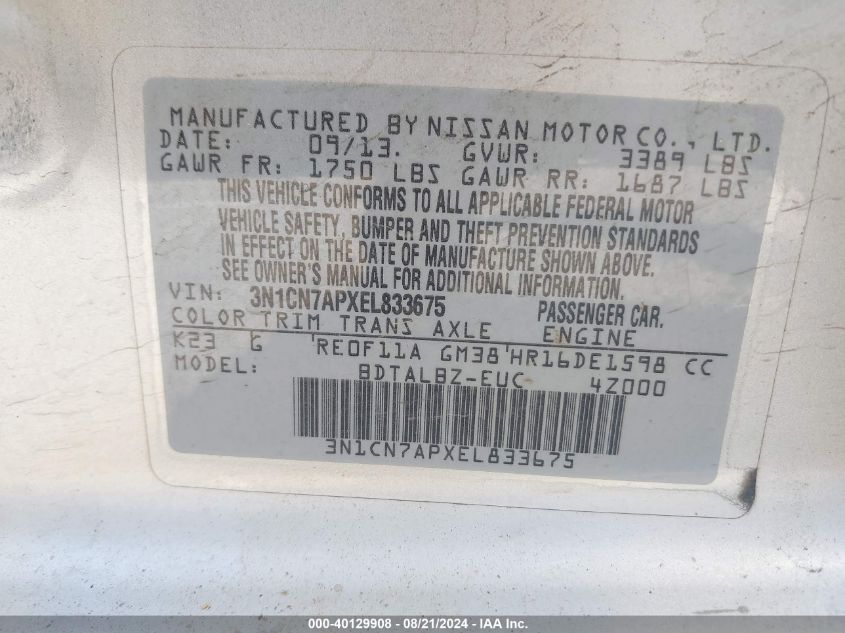 MANUFACTURED BY NISSAN MOTOR CO., LTD.
DATE: 09/13. GVWR: 3389 LBS
GAWR FR: 1750 LBS GAWR RR: 1687 LBS
THIS VEHICLE CONFORMS TO ALL APPLICABLE FEDERAL MOTOR
VEHICLE SAFETY, BUMPER AND THEFT PREVENTION STANDARDS
IN EFFECT ON THE DATE OF MANUFACTURE SHOWN ABOVE.
SEE OWNER'S MANUAL FOR ADDITIONAL INFORMATION.
VIN: 3N1CN7APXEL833675 PASSENGER CAR.
COLOR TRIM TRANS AXLE ENGINE
K23 G RE0F11A GM38 HR16DE1598 CC
MODEL: BDTALBZ-EUC 4Z000
3N1CN7APXEL833675
000-40129908 - 08/21/2024 - IAA Inc.